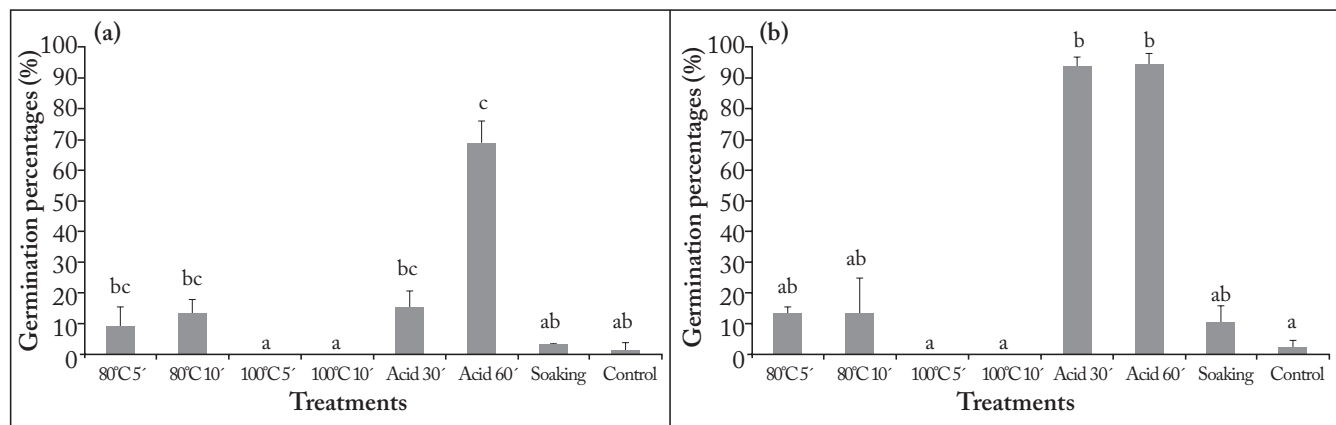 (a)
Germination percentages (%)
100
90
80
70
60
50
40
30
20
10
0
bc
bc
a
a
bc
c
ab
ab
80°C 5´ 80°C 10´ 100°C 5´ 100°C 10´ Acid 30´ Acid 60´ Soaking Control
Treatments
(b)
Germination percentages (%)
100
90
80
70
60
50
40
30
20
10
0
ab
ab
a
a
b
b
ab
a
80°C 5´ 80°C 10´ 100°C 5´ 100°C 10´ Acid 30´ Acid 60´ Soaking Control
Treatments